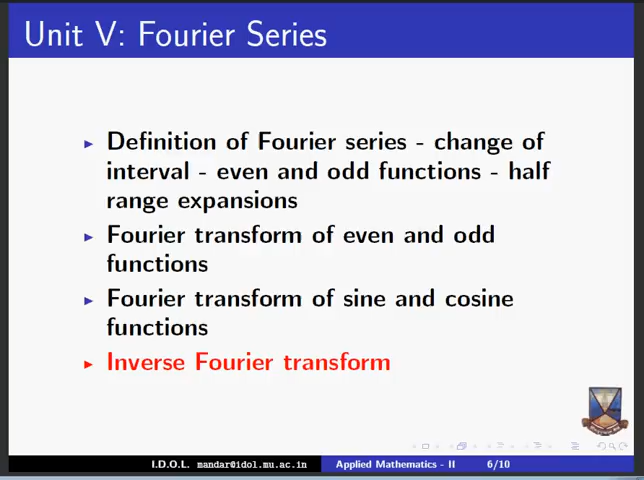 Unit V: Fourier Series
Definition of Fourier series - change of
interval - even and odd functions - half
range expansions
Fourier transform of even and odd
functions
Fourier transform of sine and cosine
functions
Inverse Fourier transform
I.D.O.L. mandar@idol.mu.ac.in Applied Mathematics - II 6/10